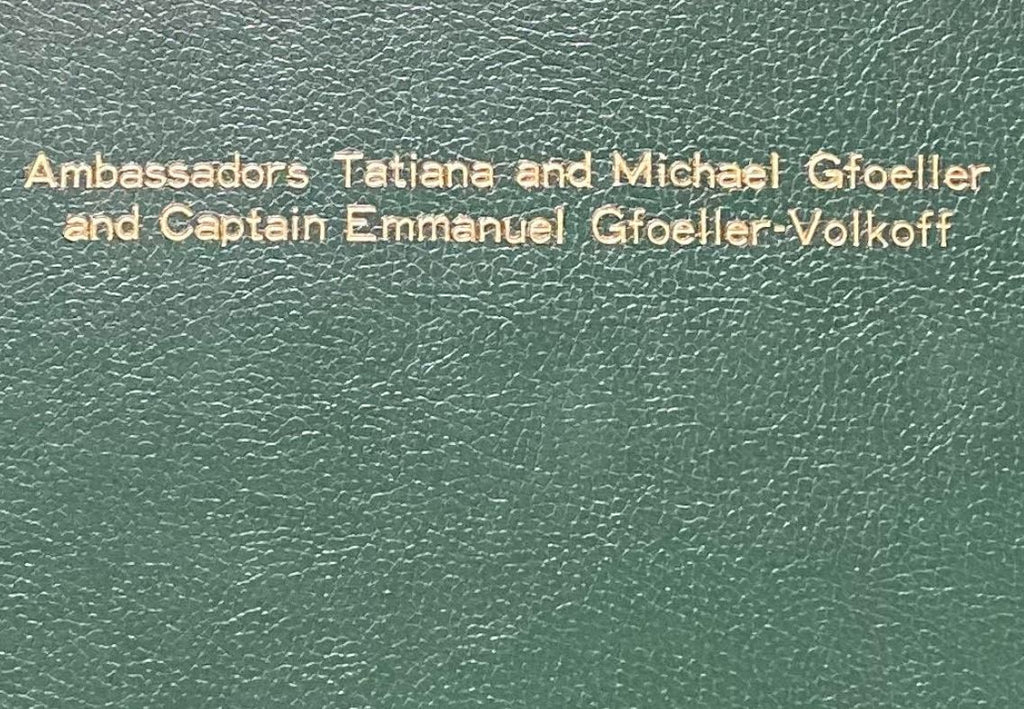 Ambassadors Tatiana and Michael Gfoeller
and Captain Emmanuel Gfoeller-Volkoff